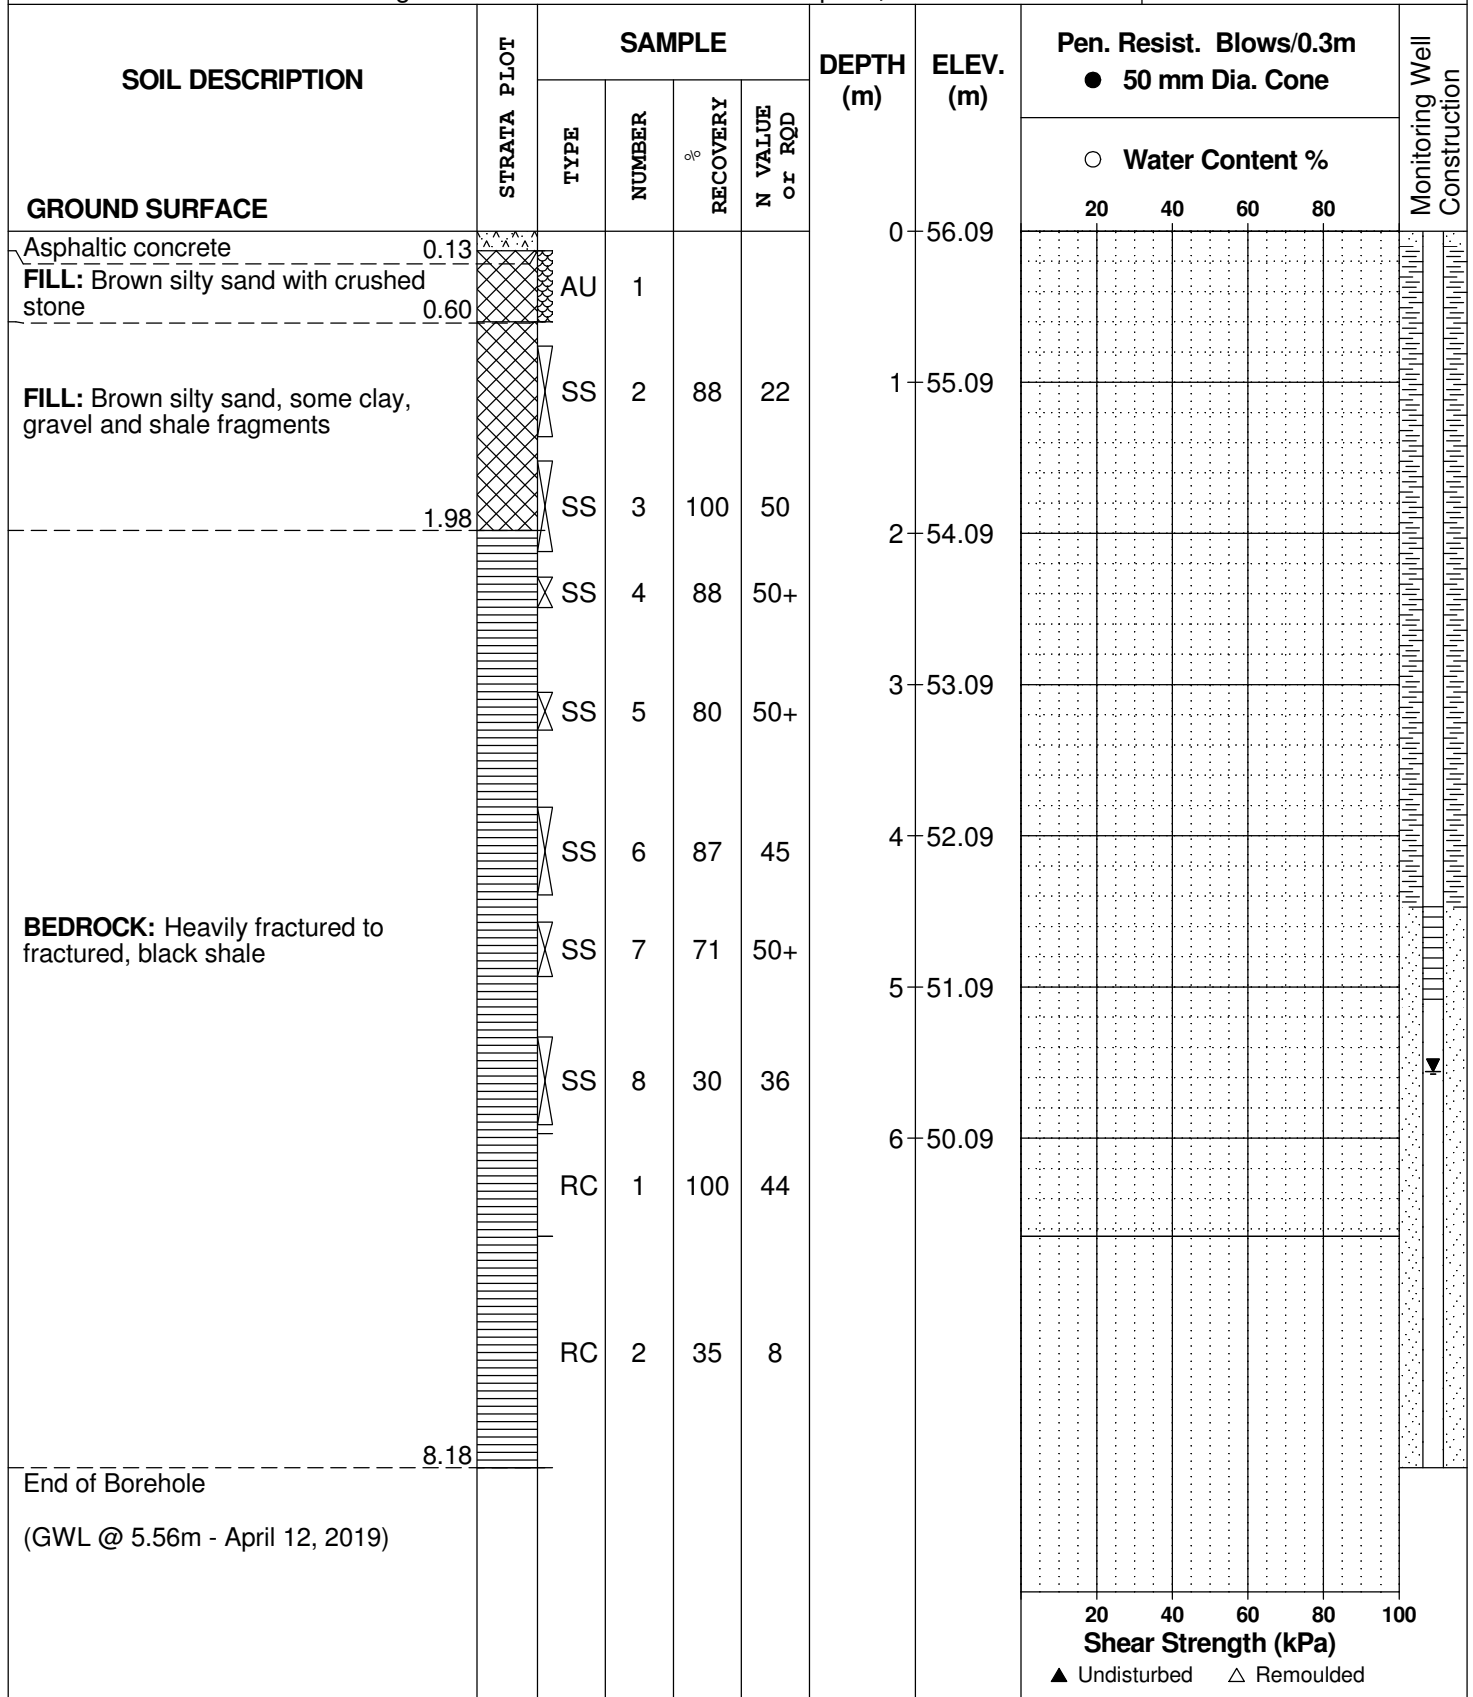 SOIL DESCRIPTION
GROUND SURFACE
STRATA PLOT
SAMPLE
TYPE
NUMBER
%
RECOVERY
N VALUE
or RQD
DEPTH
(m)
ELEV.
(m)
Pen. Resist. Blows/0.3m
● 50 mm Dia. Cone
○ Water Content %
20 40 60 80
Monitoring Well
Construction
Asphaltic concrete 0.13
FILL: Brown silty sand with crushed
stone 0.60
FILL: Brown silty sand, some clay,
gravel and shale fragments
1.98
BEDROCK: Heavily fractured to
fractured, black shale
8.18
End of Borehole
(GWL @ 5.56m - April 12, 2019)
AU 1
SS 2 88 22
SS 3 100 50
SS 4 88 50+
SS 5 80 50+
SS 6 87 45
SS 7 71 50+
SS 8 30 36
RC 1 100 44
RC 2 35 8
0 56.09
1 55.09
2 54.09
3 53.09
4 52.09
5 51.09
6 50.09
20 40 60 80 100
Shear Strength (kPa)
▲ Undisturbed △ Remoulded